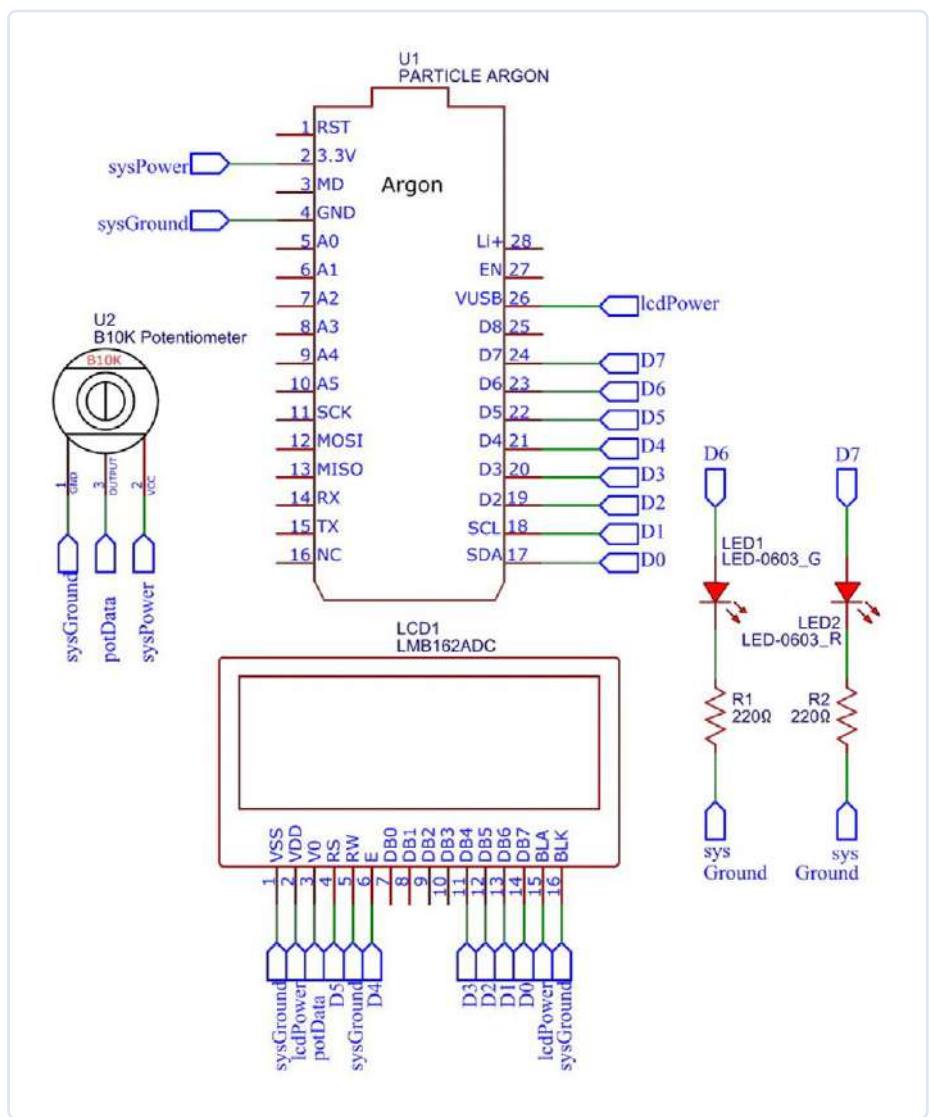 U1
PARTICLE ARGON
Argon
1 RST
2 3.3V
3 MD
4 GND
5 A0
6 A1
7 A2
8 A3
9 A4
10 A5
11 SCK
12 MOSI
13 MISO
14 RX
15 TX
16 NC
sysPower
sysGround
LI+ 28
EN 27
VUSB 26 lcdPower
D8 25
D7 24 D7
D6 23 D6
D5 22 D5
D4 21 D4
D3 20 D3
D2 19 D2
SCL 18 D1
SDA 17 D0
U2
B10K Potentiometer
B10K
1 GND
3 OUTPUT
2 VCC
sysGround
potData
sysPower
D6
LED1
LED-0603_G
R1
220Ω
sys
Ground
D7
LED2
LED-0603_R
R2
220Ω
sys
Ground
LCD1
LMB162ADC
1 VSS sysGround
2 VDD lcdPower
3 V0 potData
4 RS D5
5 RW sysGround
6 E D4
7 DB0
8 DB1
9 DB2
10 DB3
11 DB4 D3
12 DB5 D2
13 DB6 D1
14 DB7 D0
15 BLA lcdPower
16 BLK sysGround